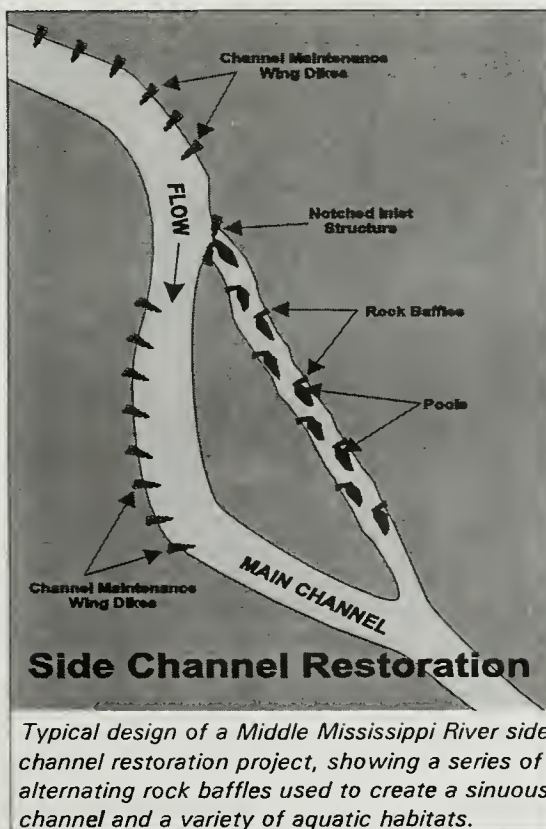 Channel Maintenance
Wing Dikes
FLOW
Notched Inlet
Structure
Rock Baffles
Pools
Channel Maintenance
Wing Dikes
MAIN CHANNEL
Side Channel Restoration
Typical design of a Middle Mississippi River side
channel restoration project, showing a series of
alternating rock baffles used to create a sinuous
channel and a variety of aquatic habitats.